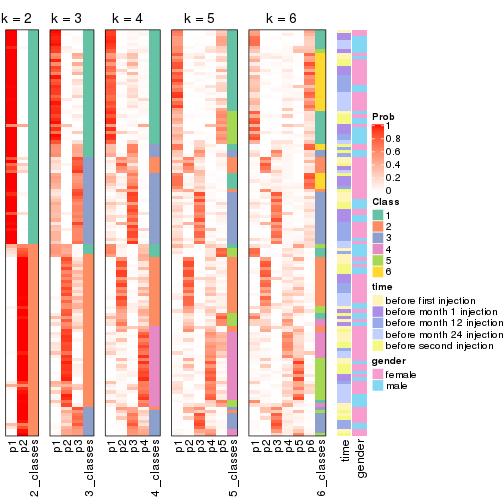 k = 2 k = 3 k = 4 k = 5 k = 6
Prob
1
0.8
0.6
0.4
0.2
0
Class
1
2
3
4
5
6
time
before first injection
before month 1 injection
before month 12 injection
before month 24 injection
before second injection
gender
female
male
p1 p2 2_classes p1 p2 p3 3_classes p1 p2 p3 p4 4_classes p1 p2 p3 p4 p5 5_classes p1 p2 p3 p4 p5 p6 6_classes time gender